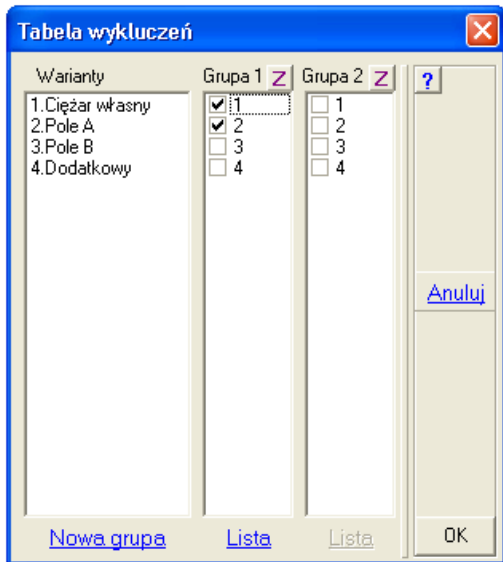 Tabela wykluczeń
Warianty Grupa 1 Z Grupa 2 Z ?
1.Ciężar własny 1 1
2.Pole A 2 2
3.Pole B 3 3
4.Dodatkowy 4 4
Anuluj
Nowa grupa Lista Lista OK